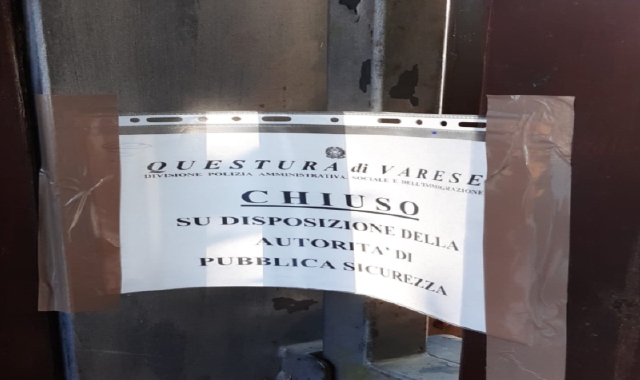 QUESTURA di VARESE
DIVISIONE POLIZIA AMMINISTRATIVA, SOCIALE E DELL'IMMIGRAZIONE
CHIUSO
SU DISPOSIZIONE DELLA
AUTORITA' DI
PUBBLICA SICUREZZA